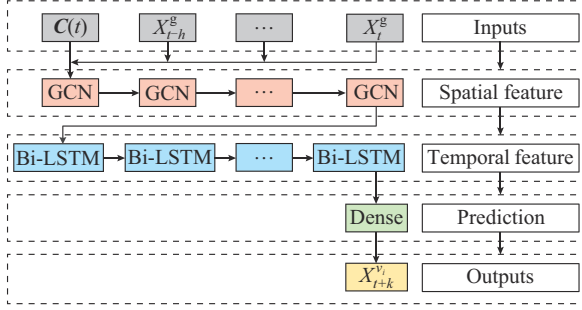 C(t) X^g_{t−h} ··· X^g_t Inputs
GCN GCN ··· GCN Spatial feature
Bi-LSTM Bi-LSTM ··· Bi-LSTM Temporal feature
Dense Prediction
X^{v_i}_{t+k} Outputs